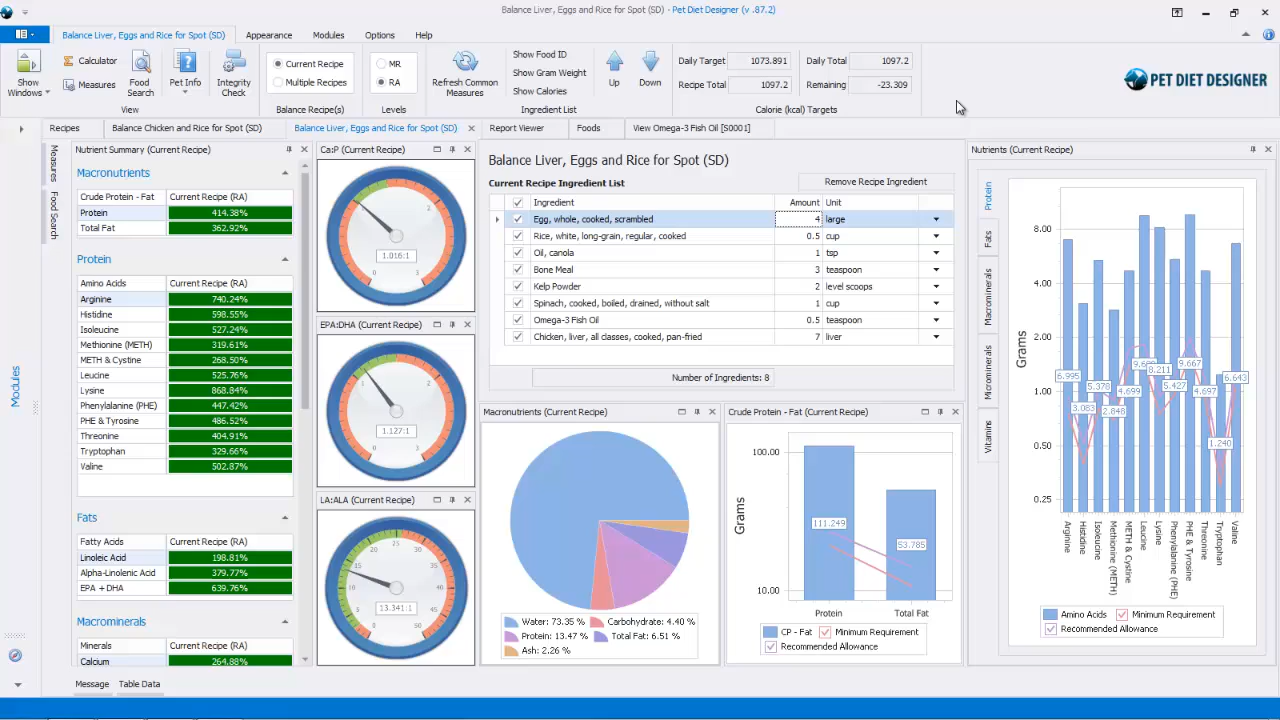 Balance Liver, Eggs and Rice for Spot (SD) - Pet Diet Designer (v .87.2)
Balance Liver, Eggs and Rice for Spot (SD) Appearance Modules Options Help
Show Windows
Calculator
Measures
Food Search
View
Pet Info
Integrity Check
Current Recipe
Multiple Recipes
Balance Recipe(s)
MR
RA
Levels
Refresh Common Measures
Show Food ID
Show Gram Weight
Show Calories
Up
Down
Ingredient List
Daily Target 1073.891 Daily Total 1097.2
Recipe Total 1097.2 Remaining -23.309
Calorie (kcal) Targets
PET DIET DESIGNER
Recipes Balance Chicken and Rice for Spot (SD) Balance Liver, Eggs and Rice for Spot (SD) Report Viewer Foods View Omega-3 Fish Oil [S0001]
Modules
Measures
Food Search
Nutrient Summary (Current Recipe)
Macronutrients
Crude Protein - Fat Current Recipe (RA)
Protein 414.38%
Total Fat 362.92%
Protein
Amino Acids Current Recipe (RA)
Arginine 740.24%
Histidine 598.55%
Isoleucine 527.24%
Methionine (METH) 319.61%
METH & Cystine 268.50%
Leucine 525.76%
Lysine 868.84%
Phenylalanine (PHE) 447.42%
PHE & Tyrosine 486.52%
Threonine 404.91%
Tryptophan 329.66%
Valine 502.87%
Fats
Fatty Acids Current Recipe (RA)
Linoleic Acid 198.81%
Alpha-Linolenic Acid 379.77%
EPA + DHA 639.76%
Macrominerals
Minerals Current Recipe (RA)
Calcium 264.88%
Ca:P (Current Recipe)
2
1.016:1
0 3
EPA:DHA (Current Recipe)
1 2
1.127:1
0 3
LA:ALA (Current Recipe)
20 25 30
15 35
10 40
5 45
0 50
13.341:1
Balance Liver, Eggs and Rice for Spot (SD)
Current Recipe Ingredient List Remove Recipe Ingredient
Ingredient Amount Unit
Egg, whole, cooked, scrambled 4 large
Rice, white, long-grain, regular, cooked 0.5 cup
Oil, canola 1 tsp
Bone Meal 3 teaspoon
Kelp Powder 2 level scoops
Spinach, cooked, boiled, drained, without salt 1 cup
Omega-3 Fish Oil 0.5 teaspoon
Chicken, liver, all classes, cooked, pan-fried 7 liver
Number of Ingredients: 8
Macronutrients (Current Recipe)
Water: 73.35 % Carbohydrate: 4.40 %
Protein: 13.47 % Total Fat: 6.51 %
Ash: 2.26 %
Crude Protein - Fat (Current Recipe)
Grams
100.00
10.00
111.249
53.785
Protein Total Fat
CP - Fat Minimum Requirement
Recommended Allowance
Nutrients (Current Recipe)
Protein
Fats
Macrominerals
Microminerals
Vitamins
Grams
8.00
4.00
2.00
1.00
0.50
0.25
6.995
3.083
5.378
2.848
4.699
8.211
5.427
9.667
4.697
1.240
6.643
Arginine
Histidine
Isoleucine
Methionine (METH)
METH & Cystine
Leucine
Lysine
Phenylalanine (PHE)
PHE & Tyrosine
Threonine
Tryptophan
Valine
Amino Acids Minimum Requirement
Recommended Allowance
Message Table Data